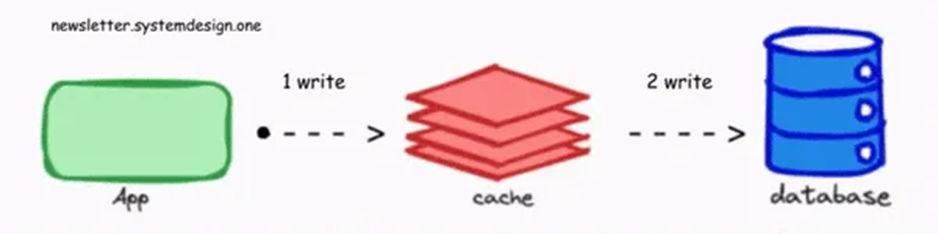 newsletter.systemdesign.one
1 write
2 write
App
cache
database